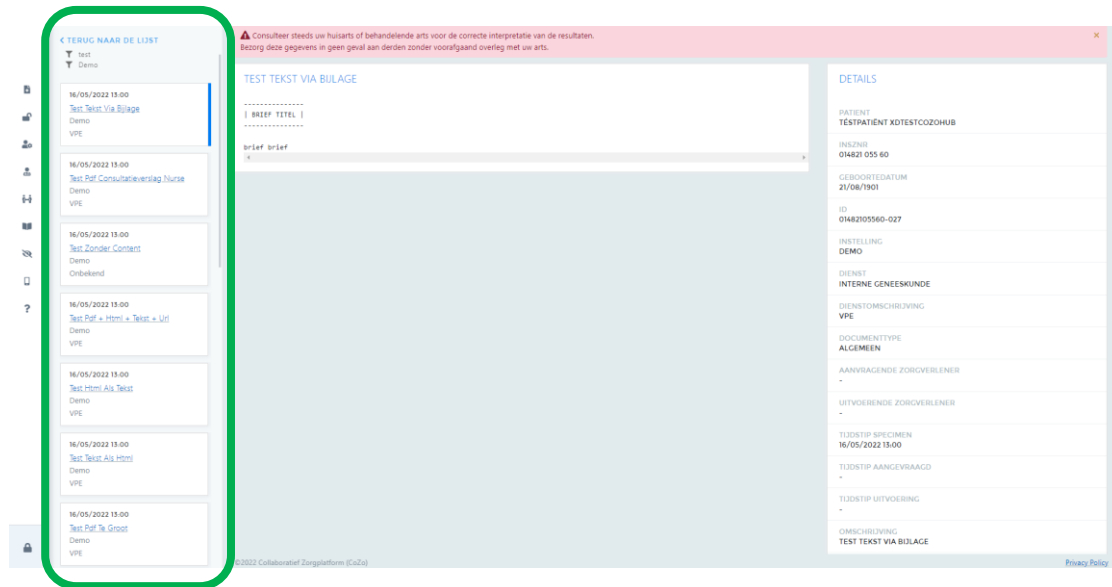 < TERUG NAAR DE LIJST
test
Demo
16/05/2022 13:00
Test Tekst Via Bijlage
Demo
VPE
16/05/2022 13:00
Test Pdf Consultatieverslag Nurse
Demo
VPE
16/05/2022 13:00
Test Zonder Content
Demo
Onbekend
16/05/2022 13:00
Test Pdf + Html + Tekst + Url
Demo
VPE
16/05/2022 13:00
Test Html Als Tekst
Demo
VPE
16/05/2022 13:00
Test Tekst Als Html
Demo
VPE
16/05/2022 13:00
Test Pdf Te Groot
Demo
VPE
Consulteer steeds uw huisarts of behandelende arts voor de correcte interpretatie van de resultaten.
Bezorg deze gegevens in geen geval aan derden zonder voorafgaand overleg met uw arts.
×
TEST TEKST VIA BIJLAGE
---------------
| BRIEF TITEL |
---------------
brief brief
DETAILS
PATIENT
TESTPATIËNT XDTESTCOZOHUB
INSZNR
014821 055 60
GEBOORTEDATUM
21/08/1901
ID
01482105560-027
INSTELLING
DEMO
DIENST
INTERNE GENEESKUNDE
DIENSTOMSCHRIJVING
VPE
DOCUMENTTYPE
ALGEMEEN
AANVRAGENDE ZORGVERLENER
-
UITVOERENDE ZORGVERLENER
-
TIJDSTIP SPECIMEN
16/05/2022 13:00
TIJDSTIP AANGEVRAAGD
-
TIJDSTIP UITVOERING
-
OMSCHRIJVING
TEST TEKST VIA BIJLAGE
©2022 Collaboratief Zorgplatform (CoZo)
Privacy Policy
?